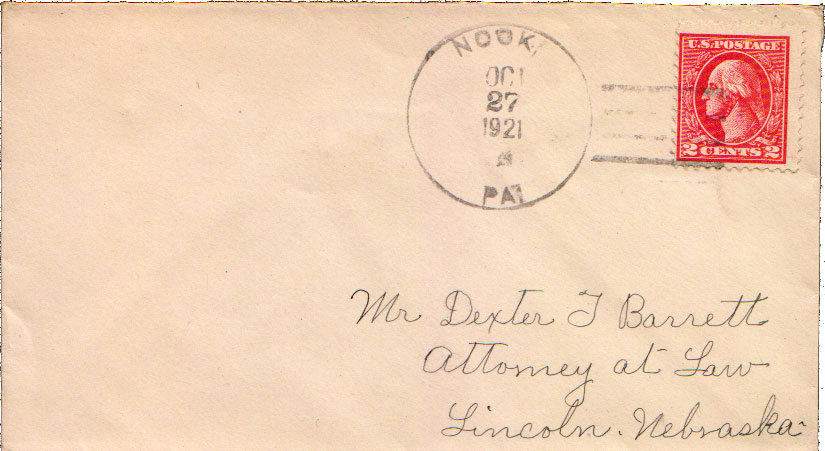 NOOK,
OCT
27
1921
A
PA.
U.S. POSTAGE
2 CENTS 2
Mr Dexter T Barrett
Attorney at Law
Lincoln. Nebraska